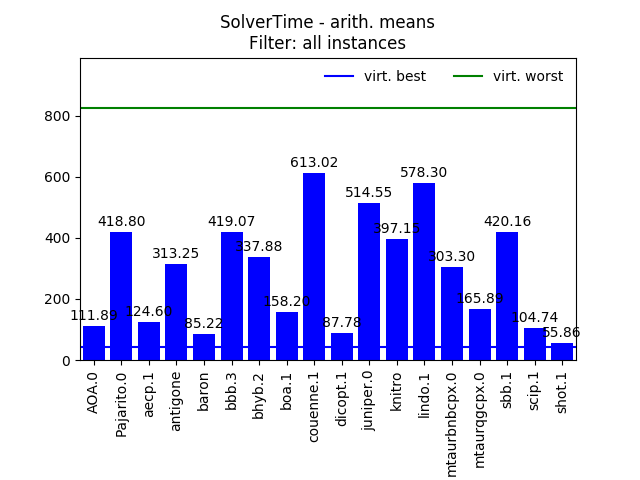 SolverTime - arith. means
Filter: all instances
virt. best
virt. worst
800
600
400
200
0
111.89
418.80
124.60
313.25
85.22
419.07
337.88
158.20
613.02
87.78
514.55
397.15
578.30
303.30
165.89
420.16
104.74
55.86
AOA.0
Pajarito.0
aecp.1
antigone
baron
bbb.3
bhyb.2
boa.1
couenne.1
dicopt.1
juniper.0
knitro
lindo.1
mtaurbnbcpx.0
mtaurqgcpx.0
sbb.1
scip.1
shot.1